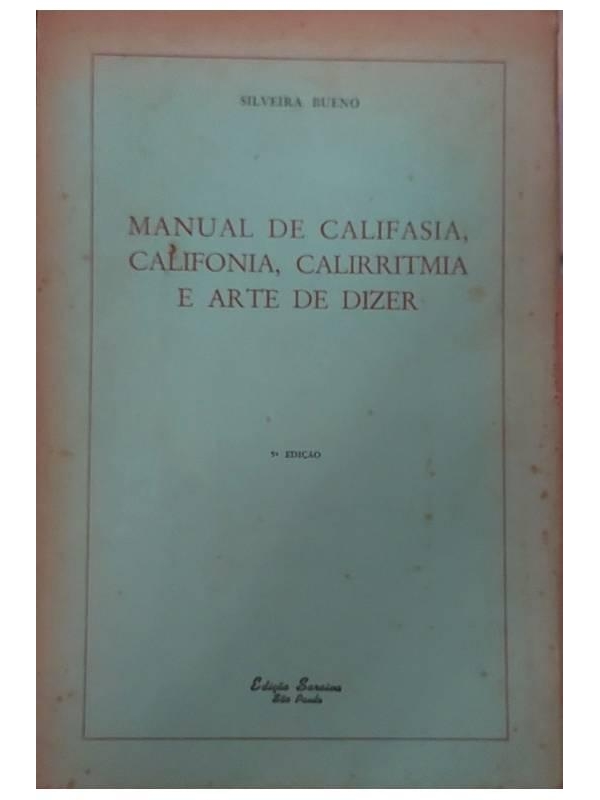 SILVEIRA BUENO
MANUAL DE CALIFASIA,
CALIFONIA, CALIRRITMIA
E ARTE DE DIZER
5ª EDIÇÃO
Edição Saraiva
São Paulo